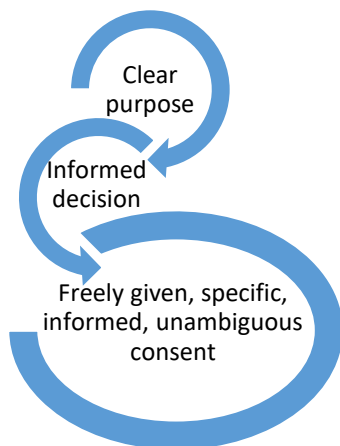 Clear
purpose
Informed
decision
Freely given, specific,
informed, unambiguous
consent